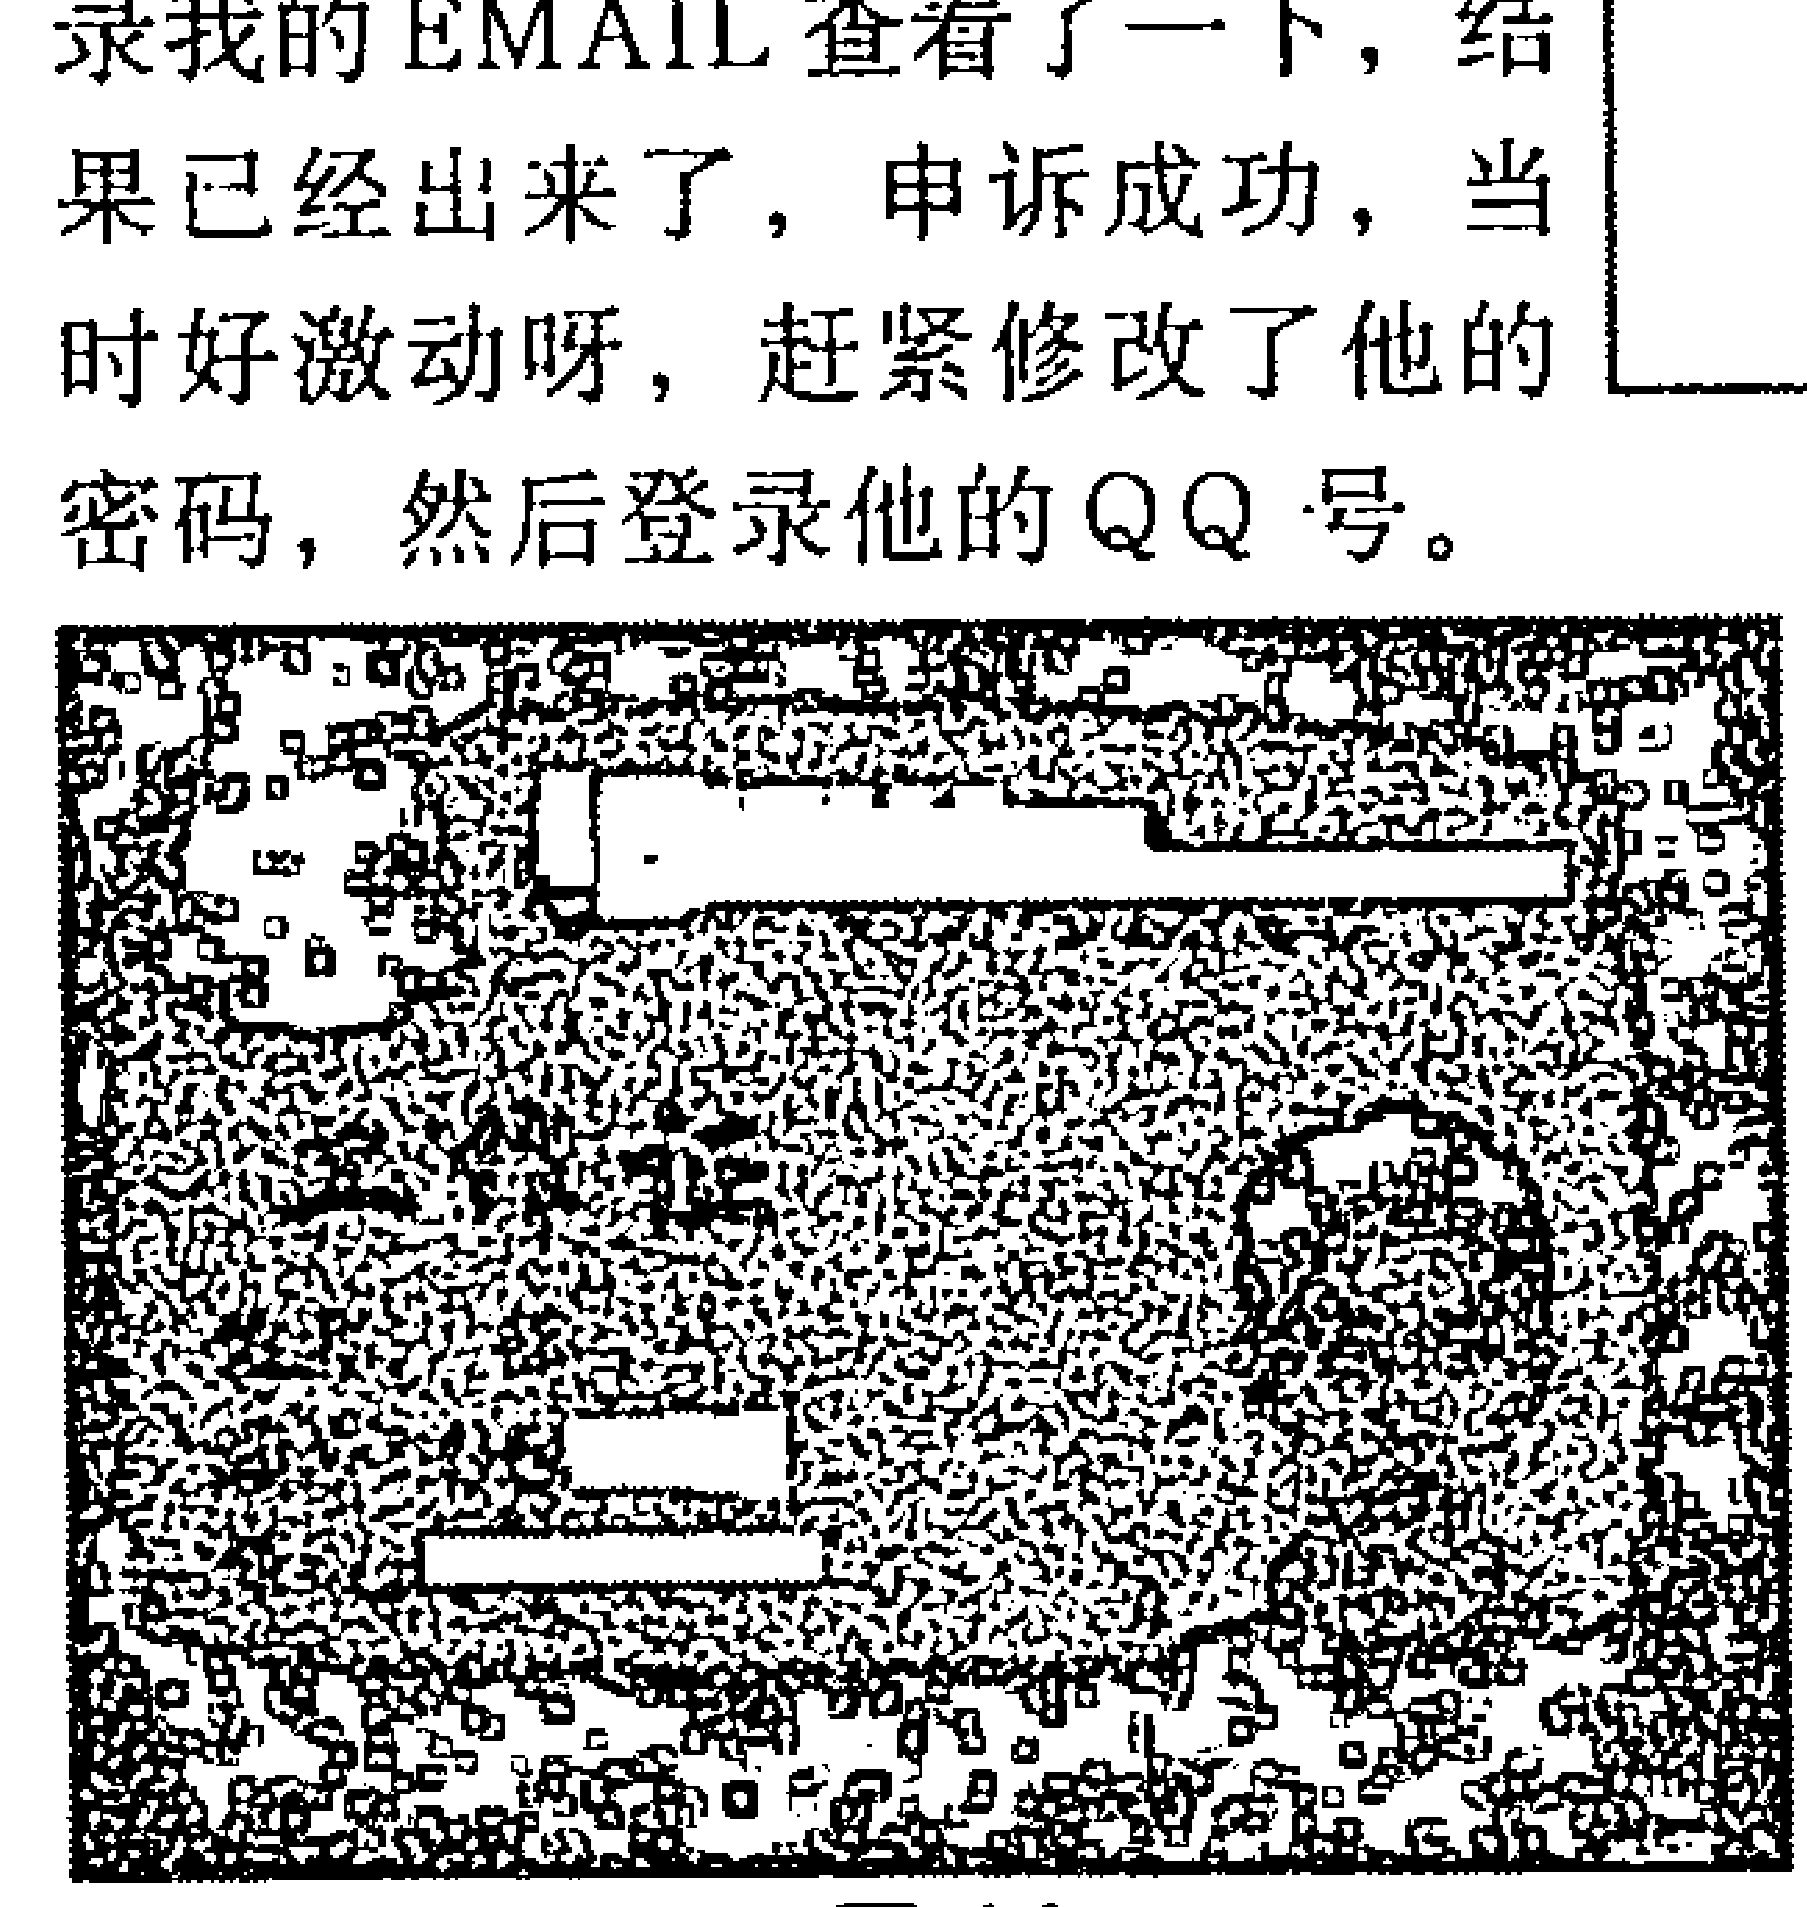 录我的EMAIL查看了一下，结
果已经出来了，申诉成功，当
时好激动呀，赶紧修改了他的
密码，然后登录他的QQ号。